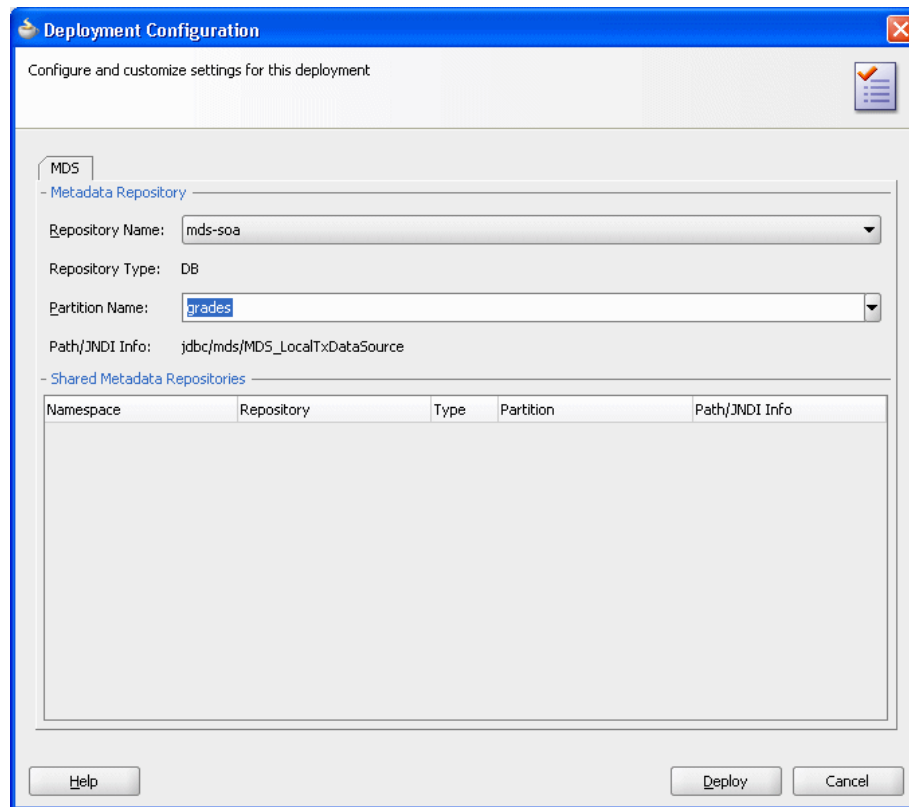 Deployment Configuration
Configure and customize settings for this deployment
MDS
Metadata Repository
Repository Name: mds-soa
Repository Type: DB
Partition Name: grades
Path/JNDI Info: jdbc/mds/MDS_LocalTxDataSource
Shared Metadata Repositories
Namespace Repository Type Partition Path/JNDI Info
Help Deploy Cancel